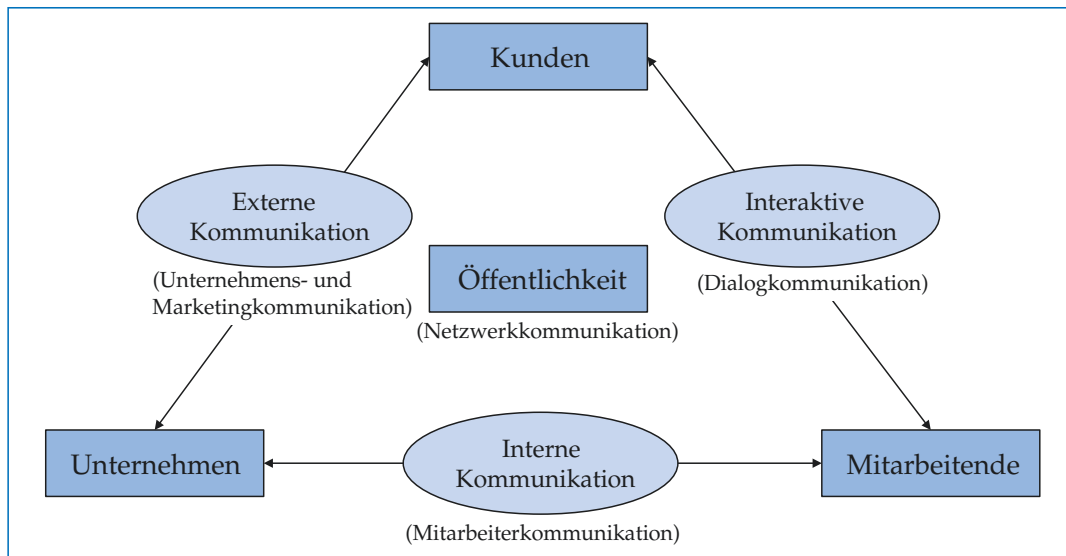 Kunden
Externe
Kommunikation
(Unternehmens- und
Marketingkommunikation)
Interaktive
Kommunikation
(Dialogkommunikation)
Öffentlichkeit
(Netzwerkkommunikation)
Unternehmen
Interne
Kommunikation
(Mitarbeiterkommunikation)
Mitarbeitende